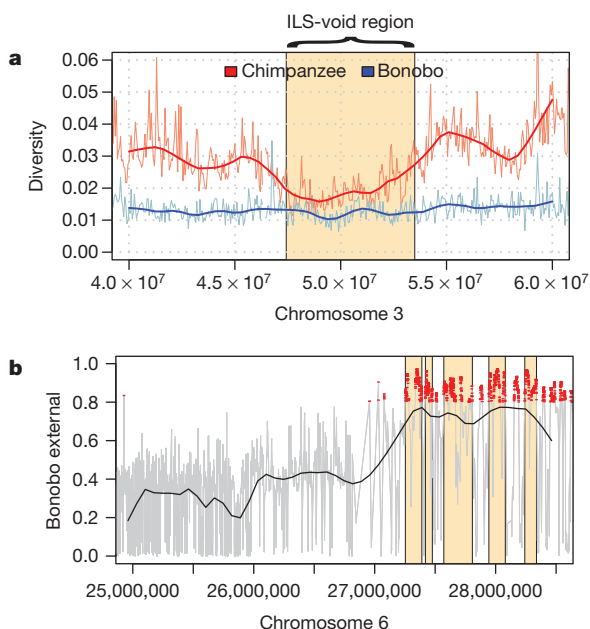 ILS-void region
a
Chimpanzee Bonobo
0.06
0.05
0.04
0.03
0.02
0.01
0.00
Diversity
4.0 × 10⁷ 4.5 × 10⁷ 5.0 × 10⁷ 5.5 × 10⁷ 6.0 × 10⁷
Chromosome 3
b
1.0
0.8
0.6
0.4
0.2
0.0
Bonobo external
25,000,000 26,000,000 27,000,000 28,000,000
Chromosome 6